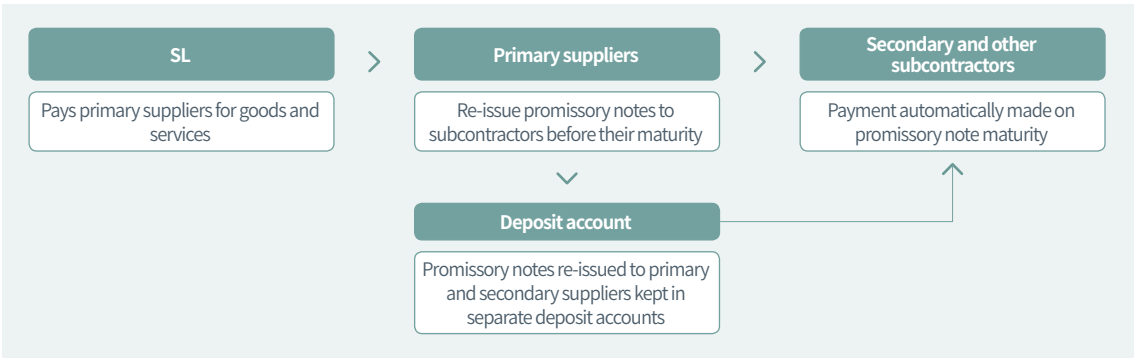 SL
Pays primary suppliers for goods and
services
Primary suppliers
Re-issue promissory notes to
subcontractors before their maturity
Secondary and other
subcontractors
Payment automatically made on
promissory note maturity
Deposit account
Promissory notes re-issued to primary
and secondary suppliers kept in
separate deposit accounts